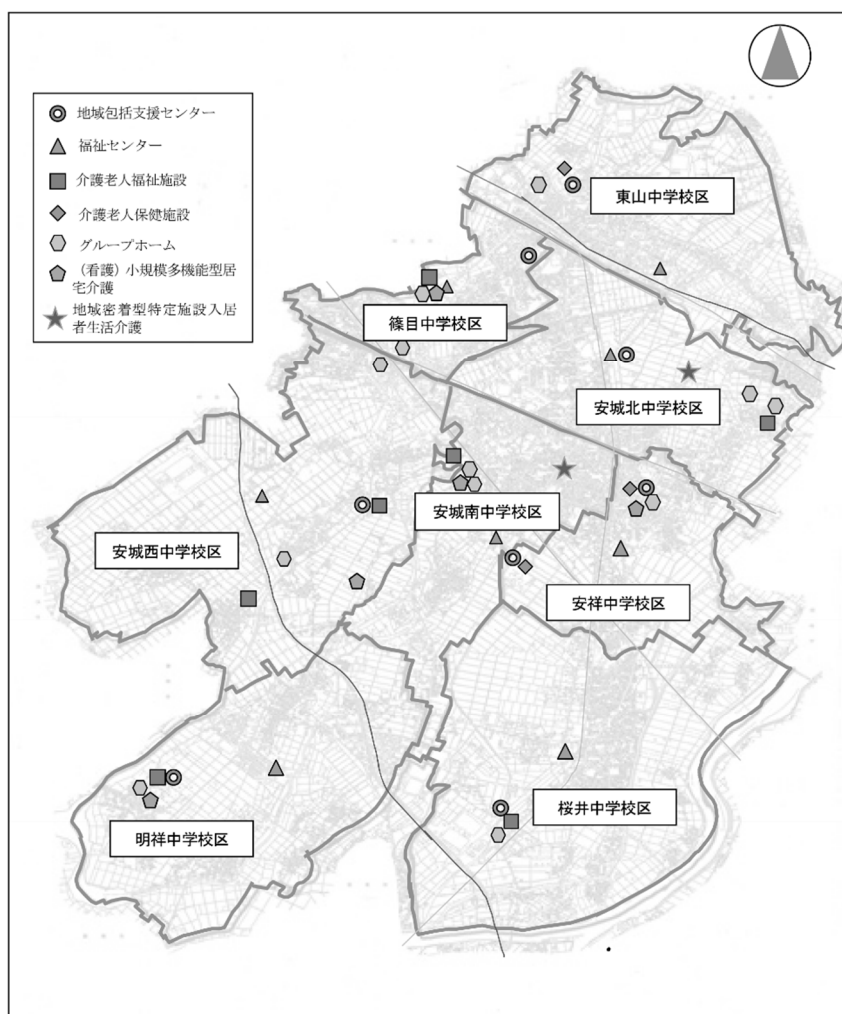 地域包括支援センター
福祉センター
介護老人福祉施設
介護老人保健施設
グループホーム
（看護）小規模多機能型居
宅介護
地域密着型特定施設入居
者生活介護
東山中学校区
篠目中学校区
安城北中学校区
安城南中学校区
安城西中学校区
安祥中学校区
桜井中学校区
明祥中学校区